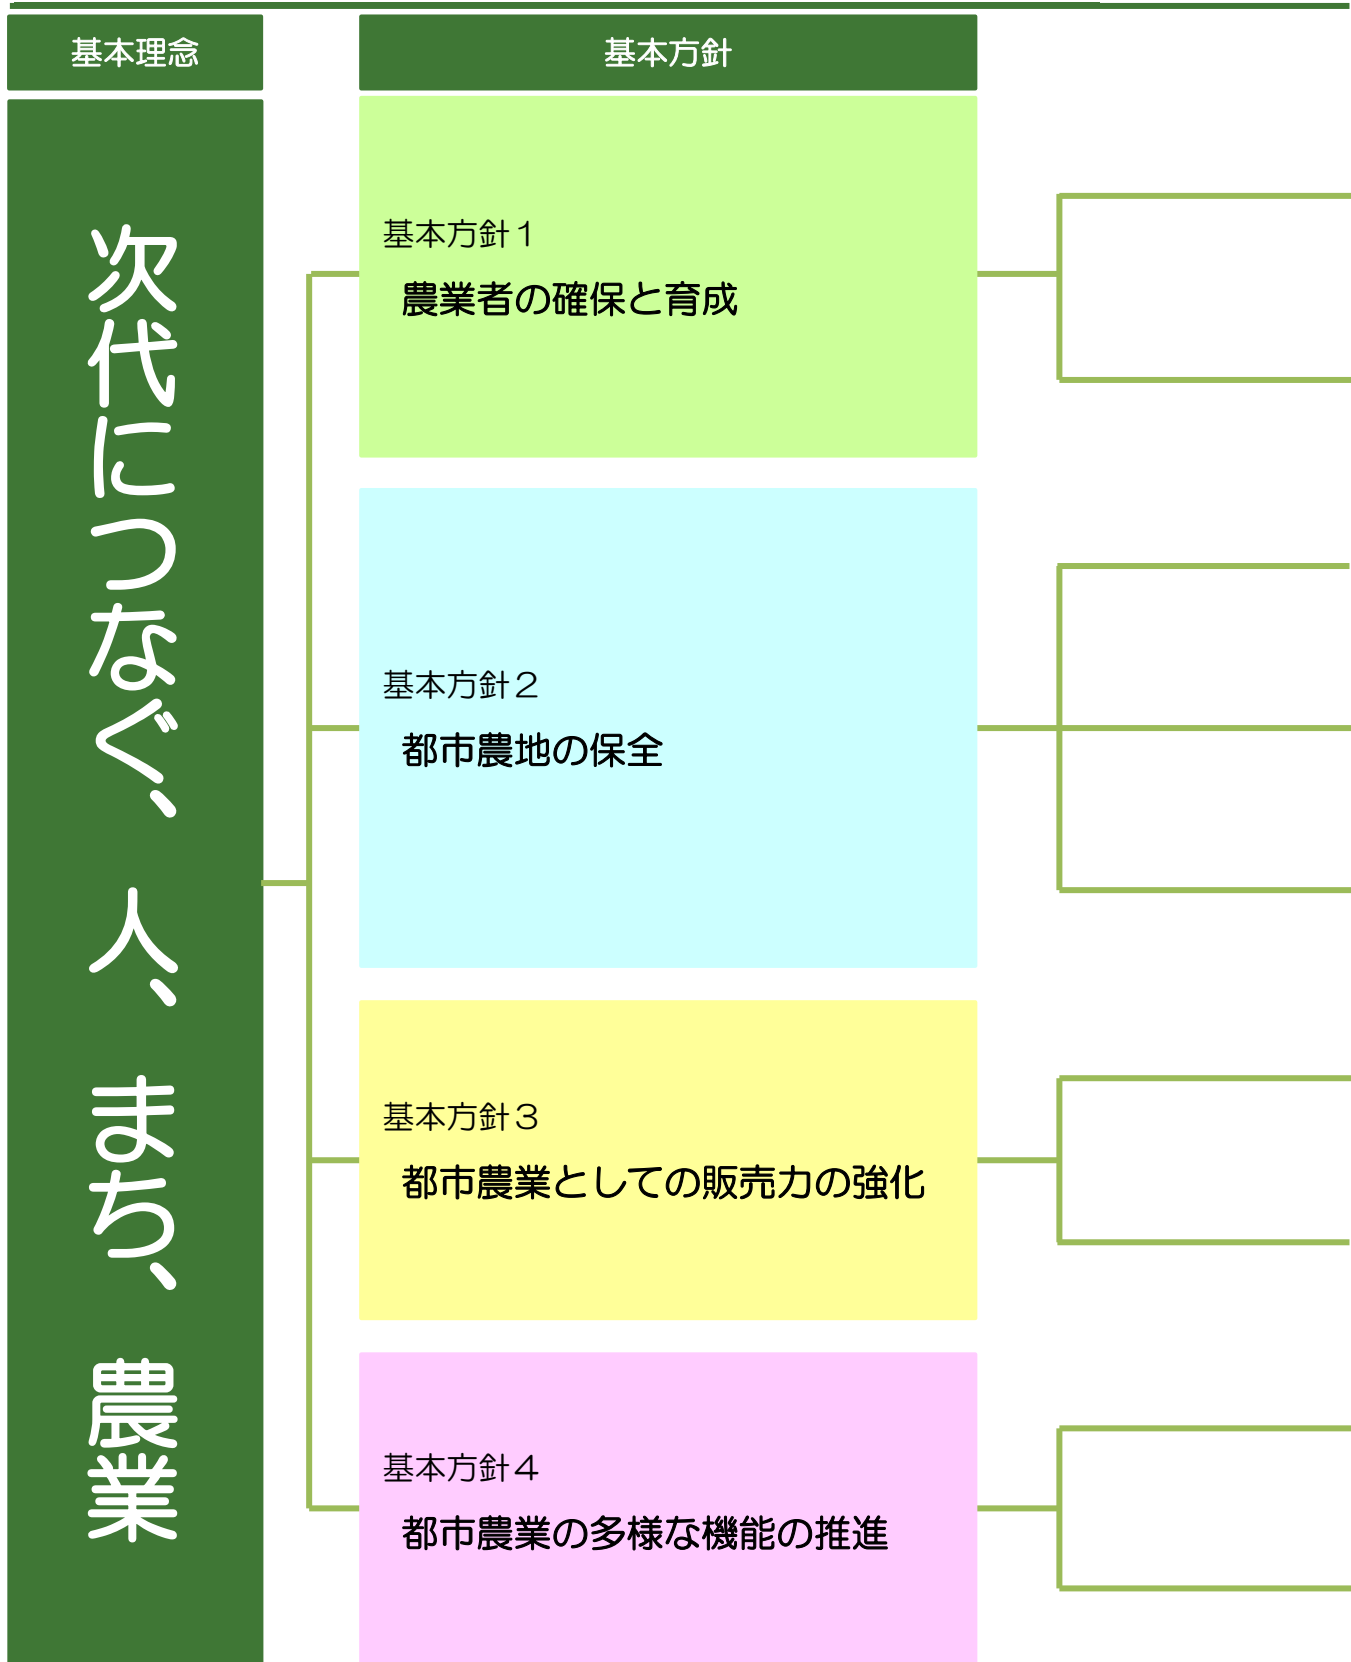 基本理念
基本方針
次代につなぐ、人、まち、農業
基本方針１
農業者の確保と育成
基本方針２
都市農地の保全
基本方針３
都市農業としての販売力の強化
基本方針４
都市農業の多様な機能の推進